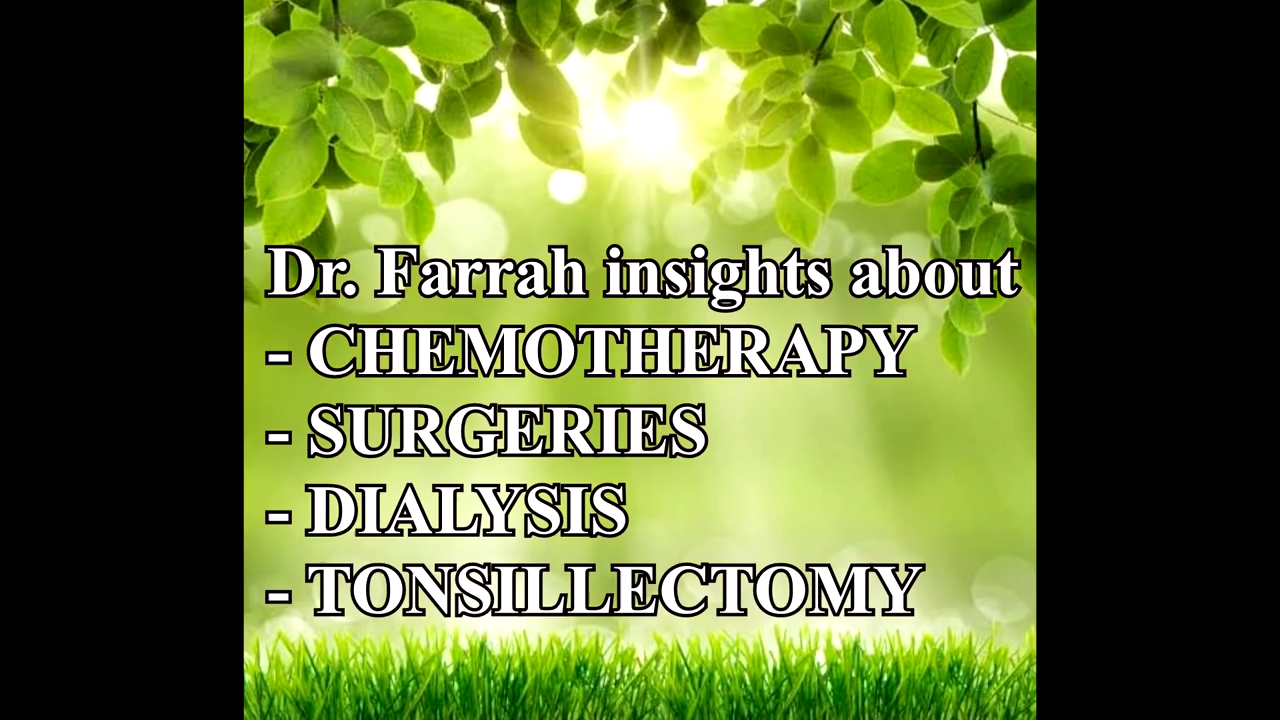 Dr. Farrah insights about
- CHEMOTHERAPY
- SURGERIES
- DIALYSIS
- TONSILLECTOMY